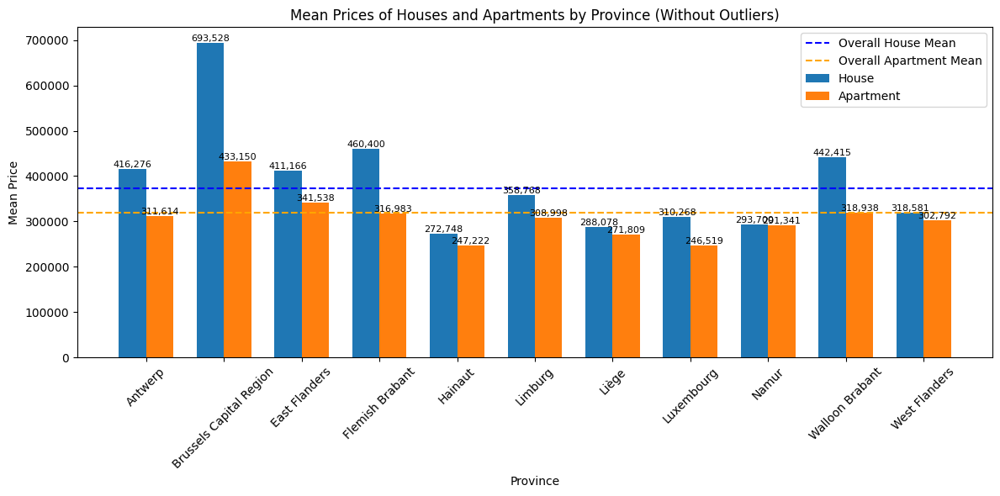 Mean Prices of Houses and Apartments by Province (Without Outliers)
Mean Price
700000
600000
500000
400000
300000
200000
100000
0
Overall House Mean
Overall Apartment Mean
House
Apartment
416,276
311,614
693,528
433,150
411,166
341,538
460,400
316,983
272,748
247,222
358,768
308,998
288,078
271,809
310,268
246,519
291,341
442,415
318,938
318,581
302,792
Antwerp
Brussels Capital Region
East Flanders
Flemish Brabant
Hainaut
Limburg
Liège
Luxembourg
Namur
Walloon Brabant
West Flanders
Province